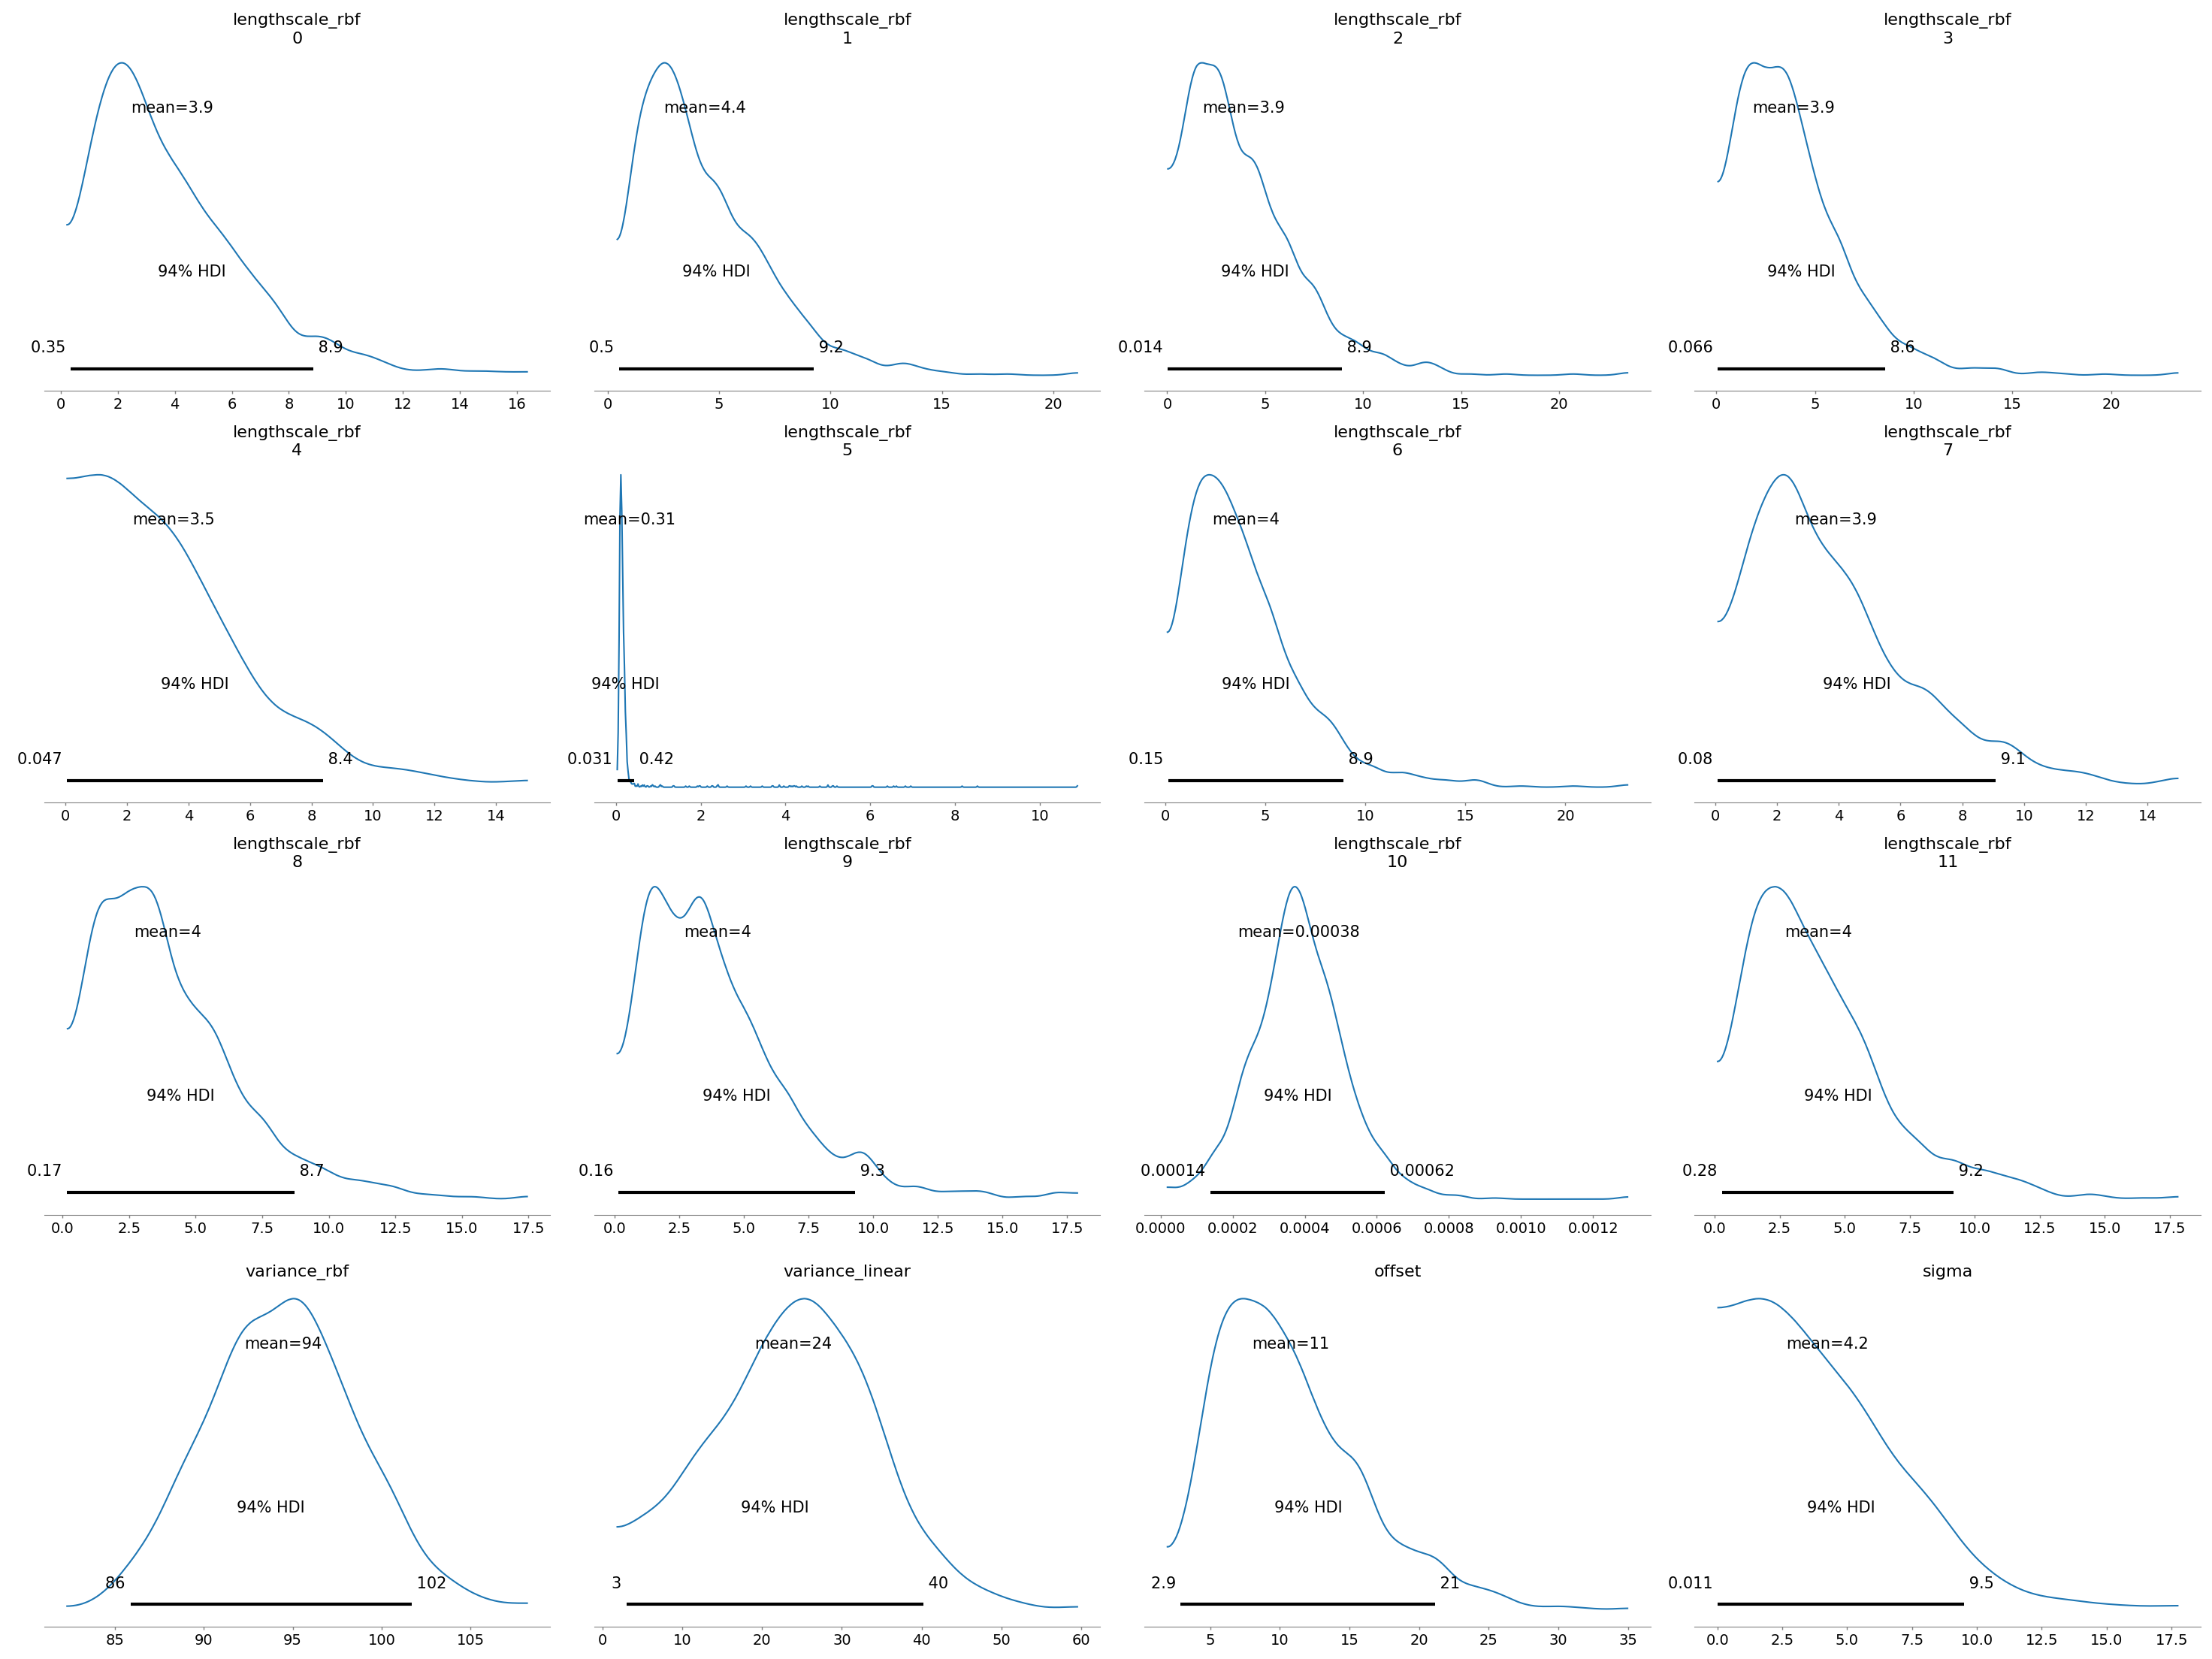 lengthscale_rbf
0
mean=3.9
94% HDI
0.35 8.9
0 2 4 6 8 10 12 14 16
lengthscale_rbf
1
mean=4.4
94% HDI
0.5 9.2
0 5 10 15 20
lengthscale_rbf
2
mean=3.9
94% HDI
0.014 8.9
0 5 10 15 20
lengthscale_rbf
3
mean=3.9
94% HDI
0.066 8.6
0 5 10 15 20
lengthscale_rbf
4
mean=3.5
94% HDI
0.047 8.4
0 2 4 6 8 10 12 14
lengthscale_rbf
5
mean=0.31
94% HDI
0.031 0.42
0 2 4 6 8 10
lengthscale_rbf
6
mean=4
94% HDI
0.15 8.9
0 5 10 15 20
lengthscale_rbf
7
mean=3.9
94% HDI
0.08 9.1
0 2 4 6 8 10 12 14
lengthscale_rbf
8
mean=4
94% HDI
0.17 8.7
0.0 2.5 5.0 7.5 10.0 12.5 15.0 17.5
lengthscale_rbf
9
mean=4
94% HDI
0.16 9.3
0.0 2.5 5.0 7.5 10.0 12.5 15.0 17.5
lengthscale_rbf
10
mean=0.00038
94% HDI
0.00014 0.00062
0.0000 0.0002 0.0004 0.0006 0.0008 0.0010 0.0012
lengthscale_rbf
11
mean=4
94% HDI
0.28 9.2
0.0 2.5 5.0 7.5 10.0 12.5 15.0 17.5
variance_rbf
mean=94
94% HDI
86 102
85 90 95 100 105
variance_linear
mean=24
94% HDI
3 40
0 10 20 30 40 50 60
offset
mean=11
94% HDI
2.9 21
5 10 15 20 25 30 35
sigma
mean=4.2
94% HDI
0.011 9.5
0.0 2.5 5.0 7.5 10.0 12.5 15.0 17.5